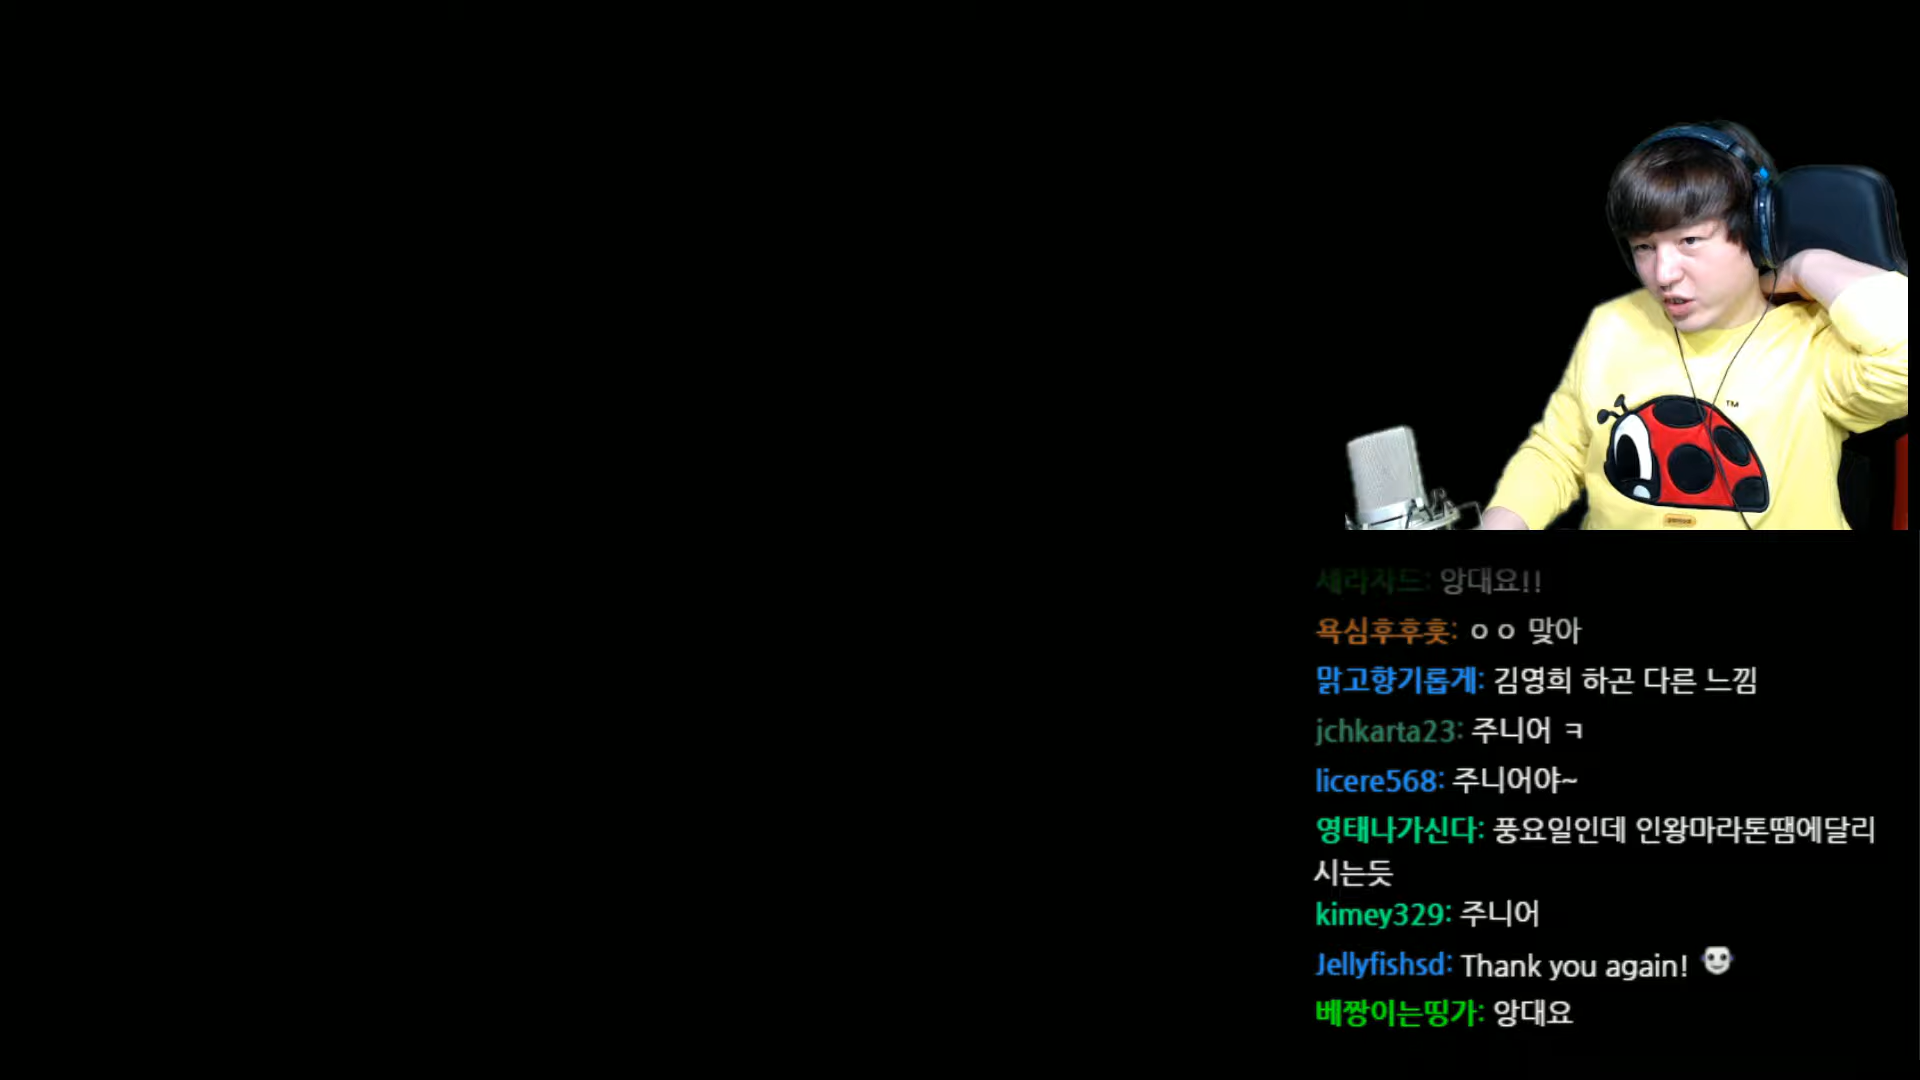 TM
세라자드: 앙대요!!
욕심후후훗: ㅇㅇ 맞아
맑고향기롭게: 김영희 하곤 다른 느낌
jchkarta23: 주니어 ㅋ
licere568: 주니어야~
영태나가신다: 풍요일인데 인왕마라톤땜에달리
시는듯
kimey329: 주니어
Jellyfishsd: Thank you again!
베짱이는띵가: 앙대요